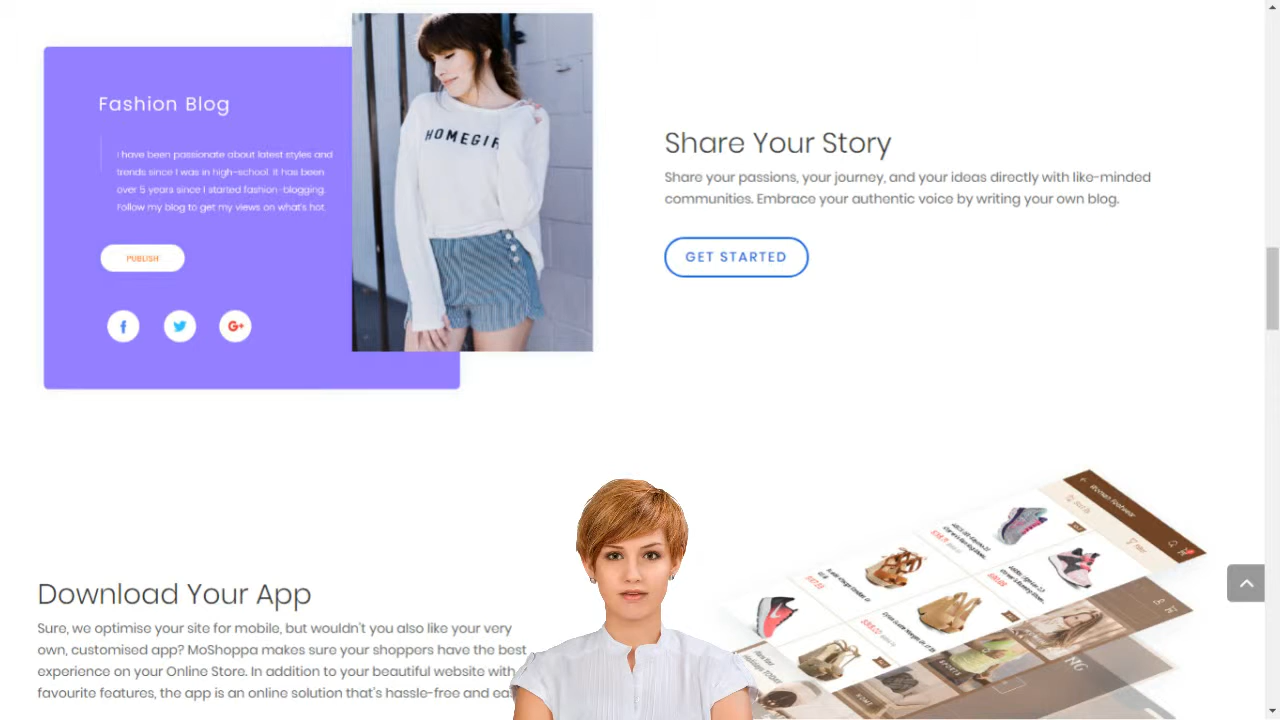 Fashion Blog
I have been passionate about latest styles and
trends since I was in high-school. It has been
over 5 years since I started fashion-blogging.
Follow my blog to get my views on what's hot.
PUBLISH
HOMEGIR
Share Your Story
Share your passions, your journey, and your ideas directly with like-minded
communities. Embrace your authentic voice by writing your own blog.
GET STARTED
Download Your App
Sure, we optimise your site for mobile, but wouldn't you also like your very
own, customised app? MoShoppa makes sure your shoppers have the best
experience on your Online Store. In addition to your beautiful website with
favourite features, the app is an online solution that's hassle-free and
Women Footwear